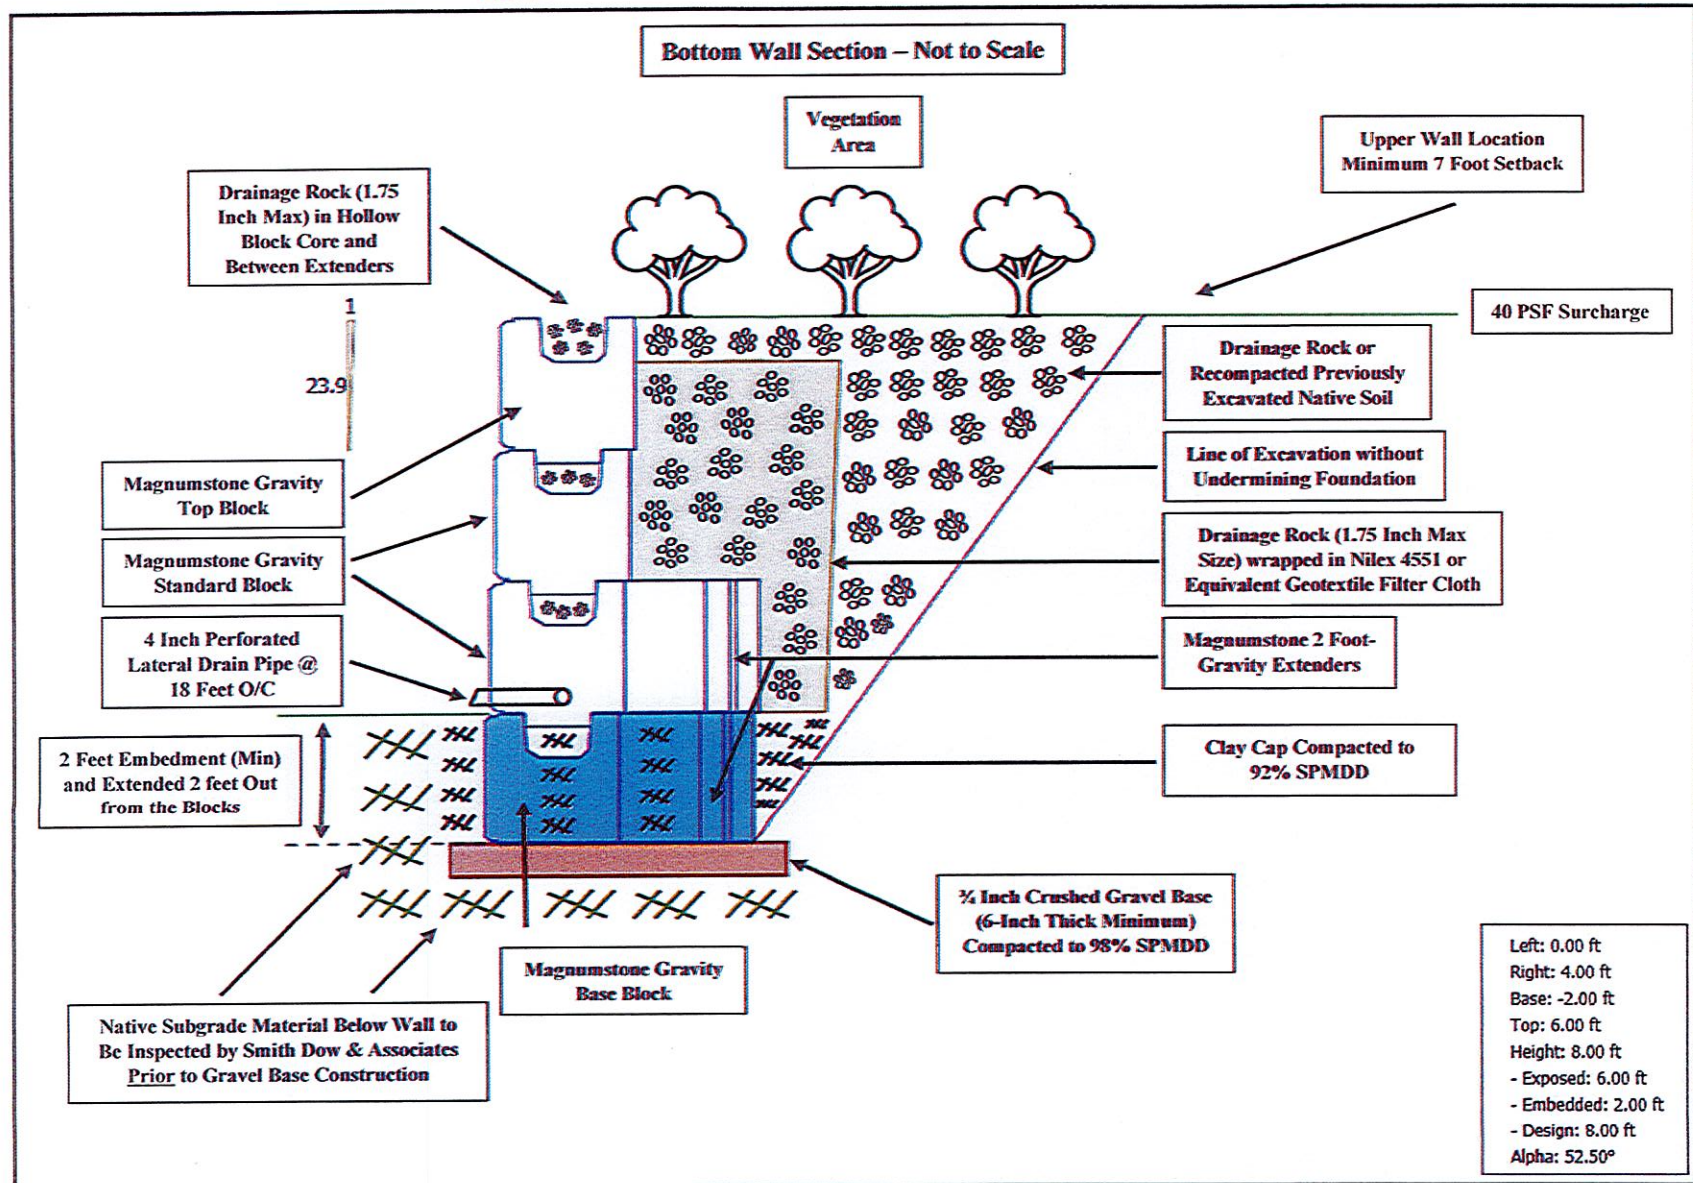 Bottom Wall Section – Not to Scale
Vegetation
Area
Upper Wall Location
Minimum 7 Foot Setback
Drainage Rock (1.75
Inch Max) in Hollow
Block Core and
Between Extenders
1
23.9
40 PSF Surcharge
Drainage Rock or
Recompacted Previously
Excavated Native Soil
Line of Excavation without
Undermining Foundation
Magnumstone Gravity
Top Block
Magnumstone Gravity
Standard Block
Drainage Rock (1.75 Inch Max
Size) wrapped in Nilex 4551 or
Equivalent Geotextile Filter Cloth
4 Inch Perforated
Lateral Drain Pipe @
18 Feet O/C
Magnumstone 2 Foot-
Gravity Extenders
2 Feet Embedment (Min)
and Extended 2 feet Out
from the Blocks
Clay Cap Compacted to
92% SPMDD
¾ Inch Crushed Gravel Base
(6-Inch Thick Minimum)
Compacted to 98% SPMDD
Magnumstone Gravity
Base Block
Native Subgrade Material Below Wall to
Be Inspected by Smith Dow & Associates
Prior to Gravel Base Construction
Left: 0.00 ft
Right: 4.00 ft
Base: -2.00 ft
Top: 6.00 ft
Height: 8.00 ft
- Exposed: 6.00 ft
- Embedded: 2.00 ft
- Design: 8.00 ft
Alpha: 52.50°